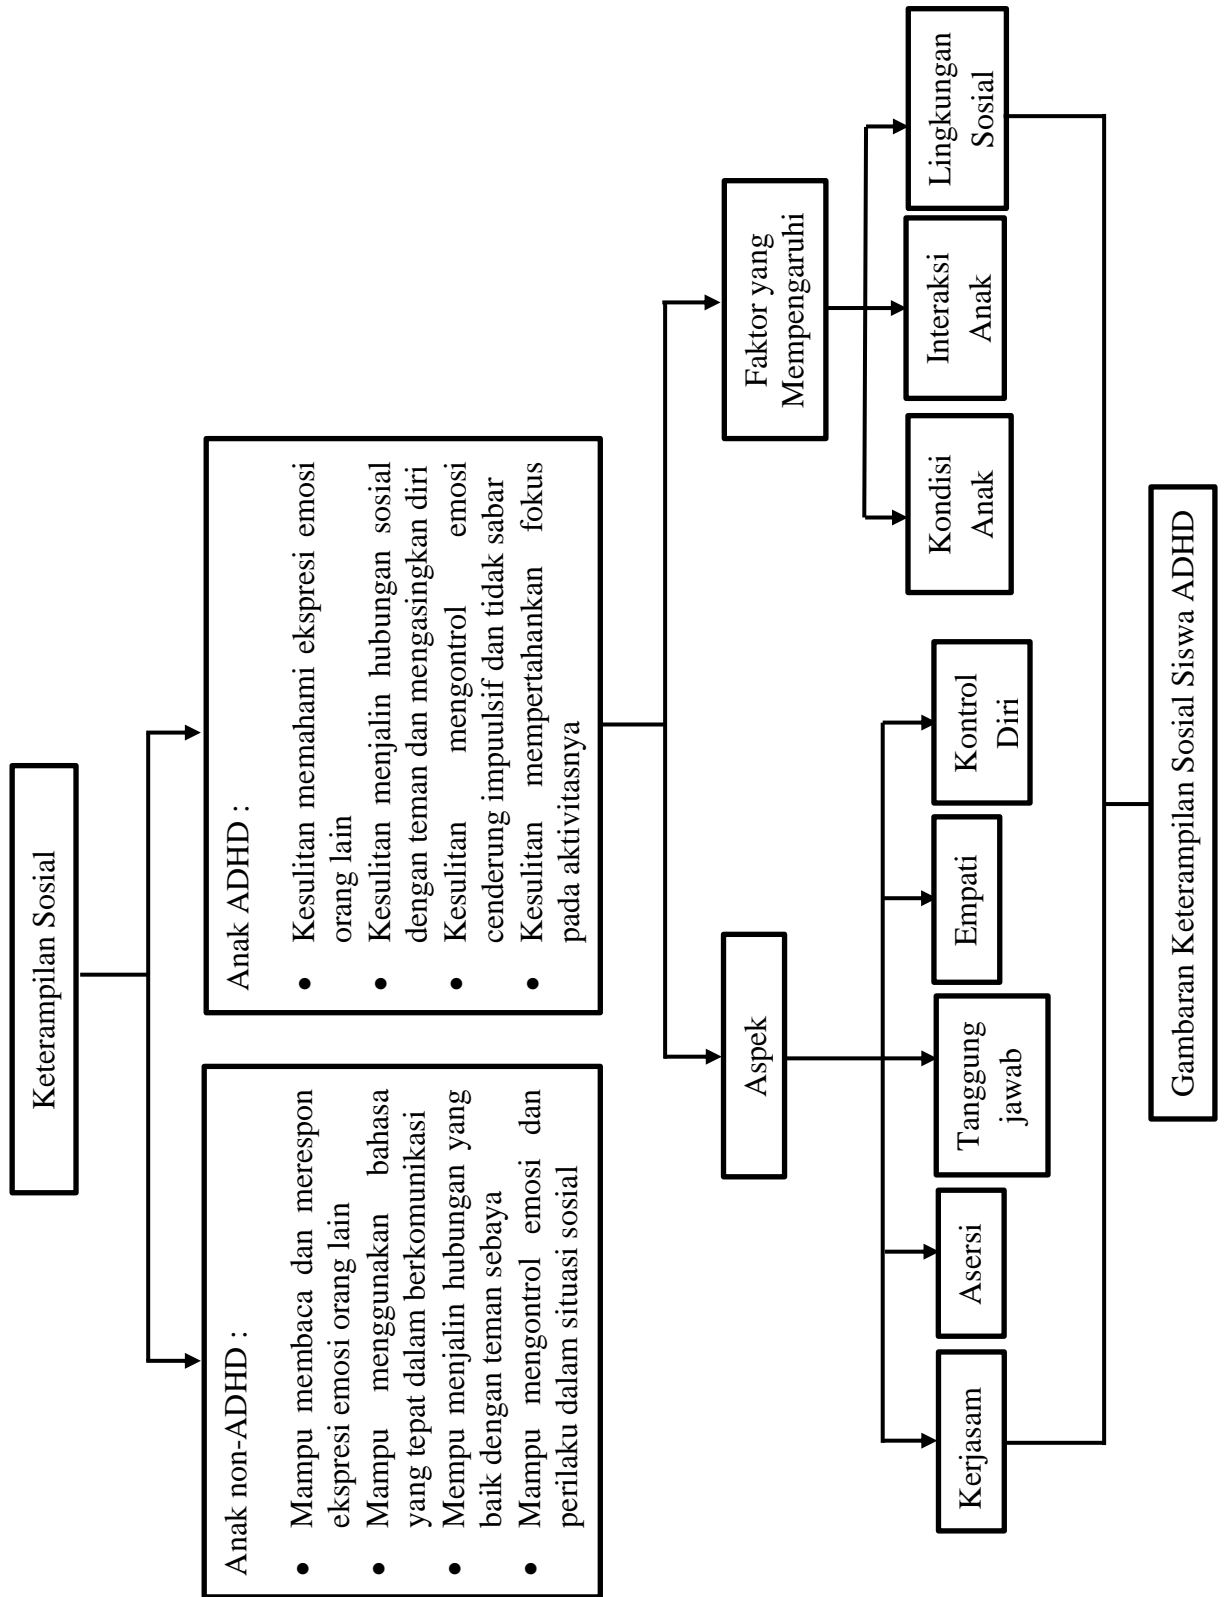 Keterampilan Sosial
Anak non-ADHD :
• Mampu membaca dan merespon
ekspresi emosi orang lain
• Mampu menggunakan bahasa
yang tepat dalam berkomunikasi
• Mempu menjalin hubungan yang
baik dengan teman sebaya
• Mampu mengontrol emosi dan
perilaku dalam situasi sosial
Anak ADHD :
• Kesulitan memahami ekspresi emosi
orang lain
• Kesulitan menjalin hubungan sosial
dengan teman dan mengasingkan diri
• Kesulitan mengontrol emosi
cenderung impuulsif dan tidak sabar
• Kesulitan mempertahankan fokus
pada aktivitasnya
Aspek
Faktor yang
Mempengaruhi
Kerjasam
Asersi
Tanggung
jawab
Empati
Kontrol
Diri
Kondisi
Anak
Interaksi
Anak
Lingkungan
Sosial
Gambaran Keterampilan Sosial Siswa ADHD